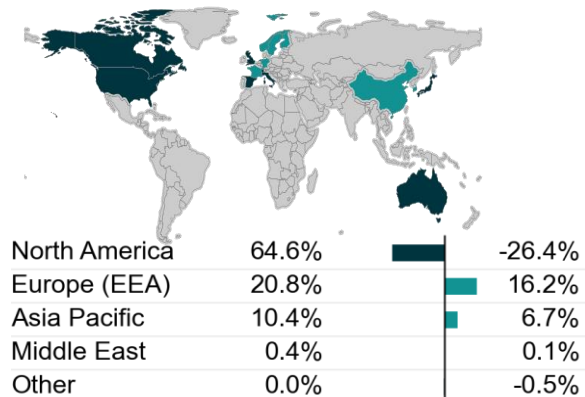 North America 64.6% -26.4%
Europe (EEA) 20.8% 16.2%
Asia Pacific 10.4% 6.7%
Middle East 0.4% 0.1%
Other 0.0% -0.5%